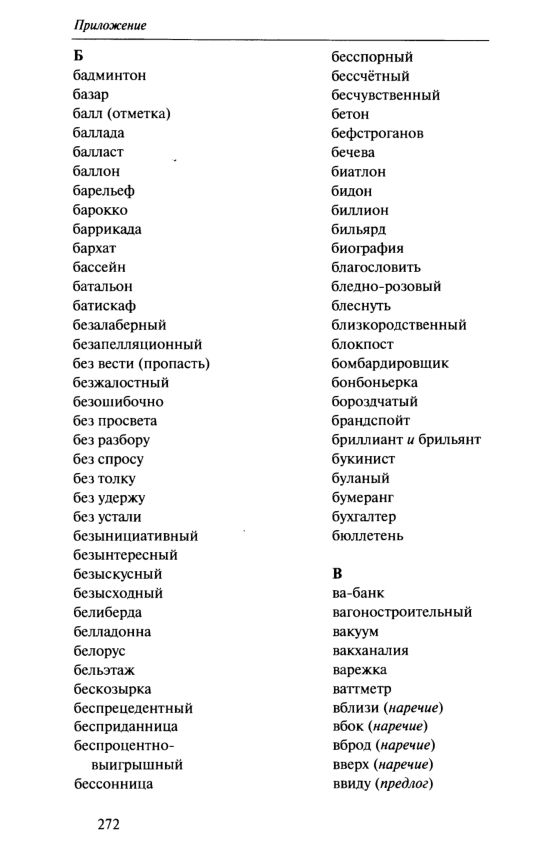 Приложение
Б
бадминтон
базар
балл (отметка)
баллада
балласт
баллон
барельеф
барокко
баррикада
бархат
бассейн
батальон
батискаф
безалаберный
безапелляционный
без вести (пропасть)
безжалостный
безошибочно
без просвета
без разбору
без спросу
без толку
без удержу
без устали
безынициативный
безынтересный
безыскусный
безысходный
белиберда
белладонна
белорус
бельэтаж
бескозырка
беспрецедентный
бесприданница
беспроцентно-
выигрышный
бессонница
бесспорный
бессчётный
бесчувственный
бетон
бефстроганов
бечева
биатлон
бидон
биллион
бильярд
биография
благословить
бледно-розовый
блеснуть
близкородственный
блокпост
бомбардировщик
бонбоньерка
бороздчатый
брандспойт
бриллиант и брильянт
букинист
буланый
бумеранг
бухгалтер
бюллетень
В
ва-банк
вагоностроительный
вакуум
вакханалия
варежка
ваттметр
вблизи (наречие)
вбок (наречие)
вброд (наречие)
вверх (наречие)
ввиду (предлог)
272